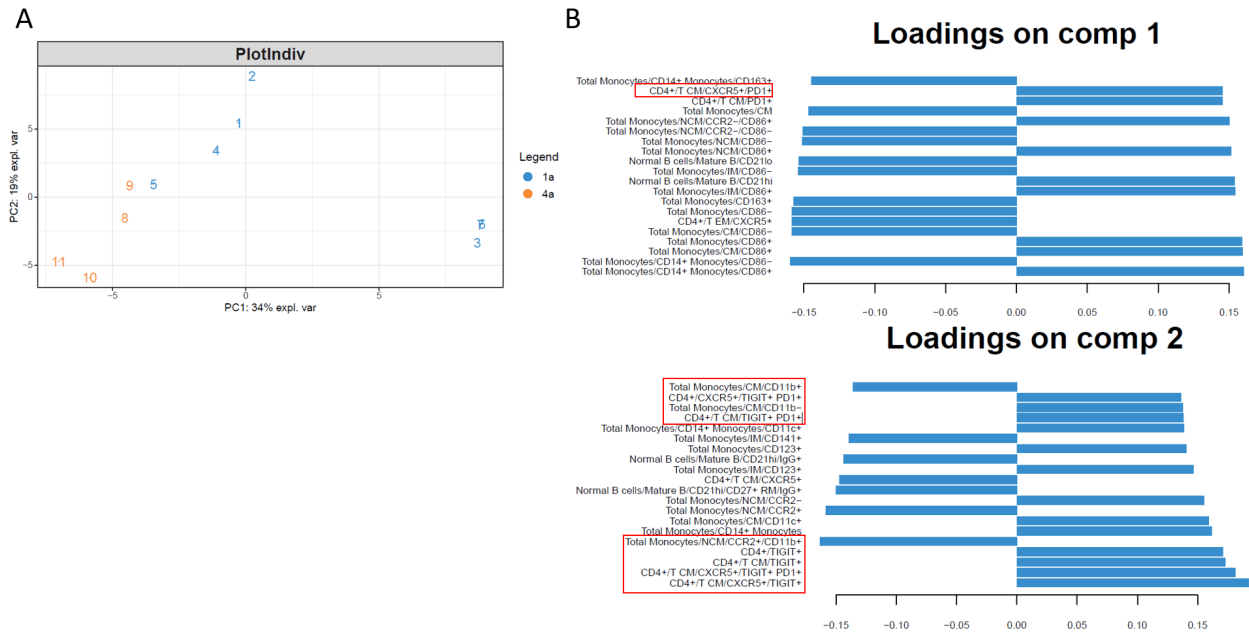 A
PlotIndiv
2
1
4
5
9
8
7
6
3
11
10
5
0
−5
−5
0
5
PC2: 19% expl. var
PC1: 34% expl. var
Legend
1a
4a
B
Loadings on comp 1
Total Monocytes/CD14+ Monocytes/CD163+
CD4+/T CM/CXCR5+/PD1+
CD4+/T CM/PD1+
Total Monocytes/CM
Total Monocytes/NCM/CCR2−/CD86+
Total Monocytes/NCM/CCR2−/CD86−
Total Monocytes/NCM/CD86−
Total Monocytes/NCM/CD86+
Normal B cells/Mature B/CD21lo
Total Monocytes/IM/CD86−
Normal B cells/Mature B/CD21hi
Total Monocytes/IM/CD86+
Total Monocytes/CD163+
Total Monocytes/CD86−
CD4+/T EM/CXCR5+
Total Monocytes/CM/CD86−
Total Monocytes/CD86+
Total Monocytes/CM/CD86+
Total Monocytes/CD14+ Monocytes/CD86−
Total Monocytes/CD14+ Monocytes/CD86+
−0.15 −0.10 −0.05 0.00 0.05 0.10 0.15
Loadings on comp 2
Total Monocytes/CM/CD11b+
CD4+/CXCR5+/TIGIT+ PD1+
Total Monocytes/CM/CD11b−
CD4+/T CM/TIGIT+ PD1+
Total Monocytes/CD14+ Monocytes/CD11c+
Total Monocytes/IM/CD141+
Total Monocytes/CD123+
Normal B cells/Mature B/CD21hi/IgG+
Total Monocytes/IM/CD123+
CD4+/T CM/CXCR5+
Normal B cells/Mature B/CD21hi/CD27+ RM/IgG+
Total Monocytes/NCM/CCR2−
Total Monocytes/NCM/CCR2+
Total Monocytes/CM/CD11c+
Total Monocytes/CD14+ Monocytes
Total Monocytes/NCM/CCR2+/CD11b+
CD4+/TIGIT+
CD4+/T CM/TIGIT+
CD4+/T CM/CXCR5+/TIGIT+ PD1+
CD4+/T CM/CXCR5+/TIGIT+
−0.15 −0.10 −0.05 0.00 0.05 0.10 0.15